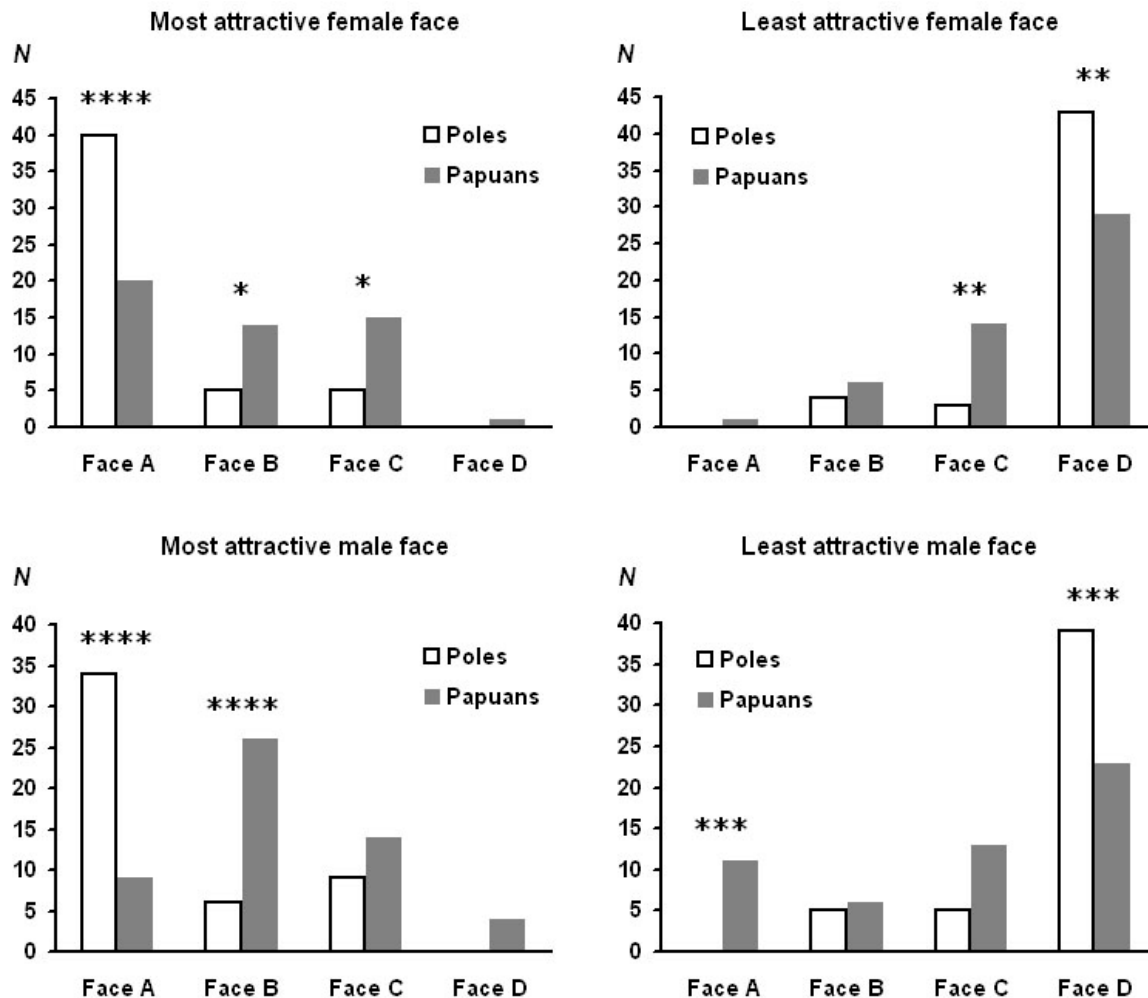 Most attractive female face
N
45
40
35
30
25
20
15
10
5
0
****
*
*
Poles
Papuans
Face A Face B Face C Face D
Least attractive female face
N
45
40
35
30
25
20
15
10
5
0
**
**
Poles
Papuans
Face A Face B Face C Face D
Most attractive male face
N
40
35
30
25
20
15
10
5
0
****
****
Poles
Papuans
Face A Face B Face C Face D
Least attractive male face
N
40
35
30
25
20
15
10
5
0
***
***
Poles
Papuans
Face A Face B Face C Face D